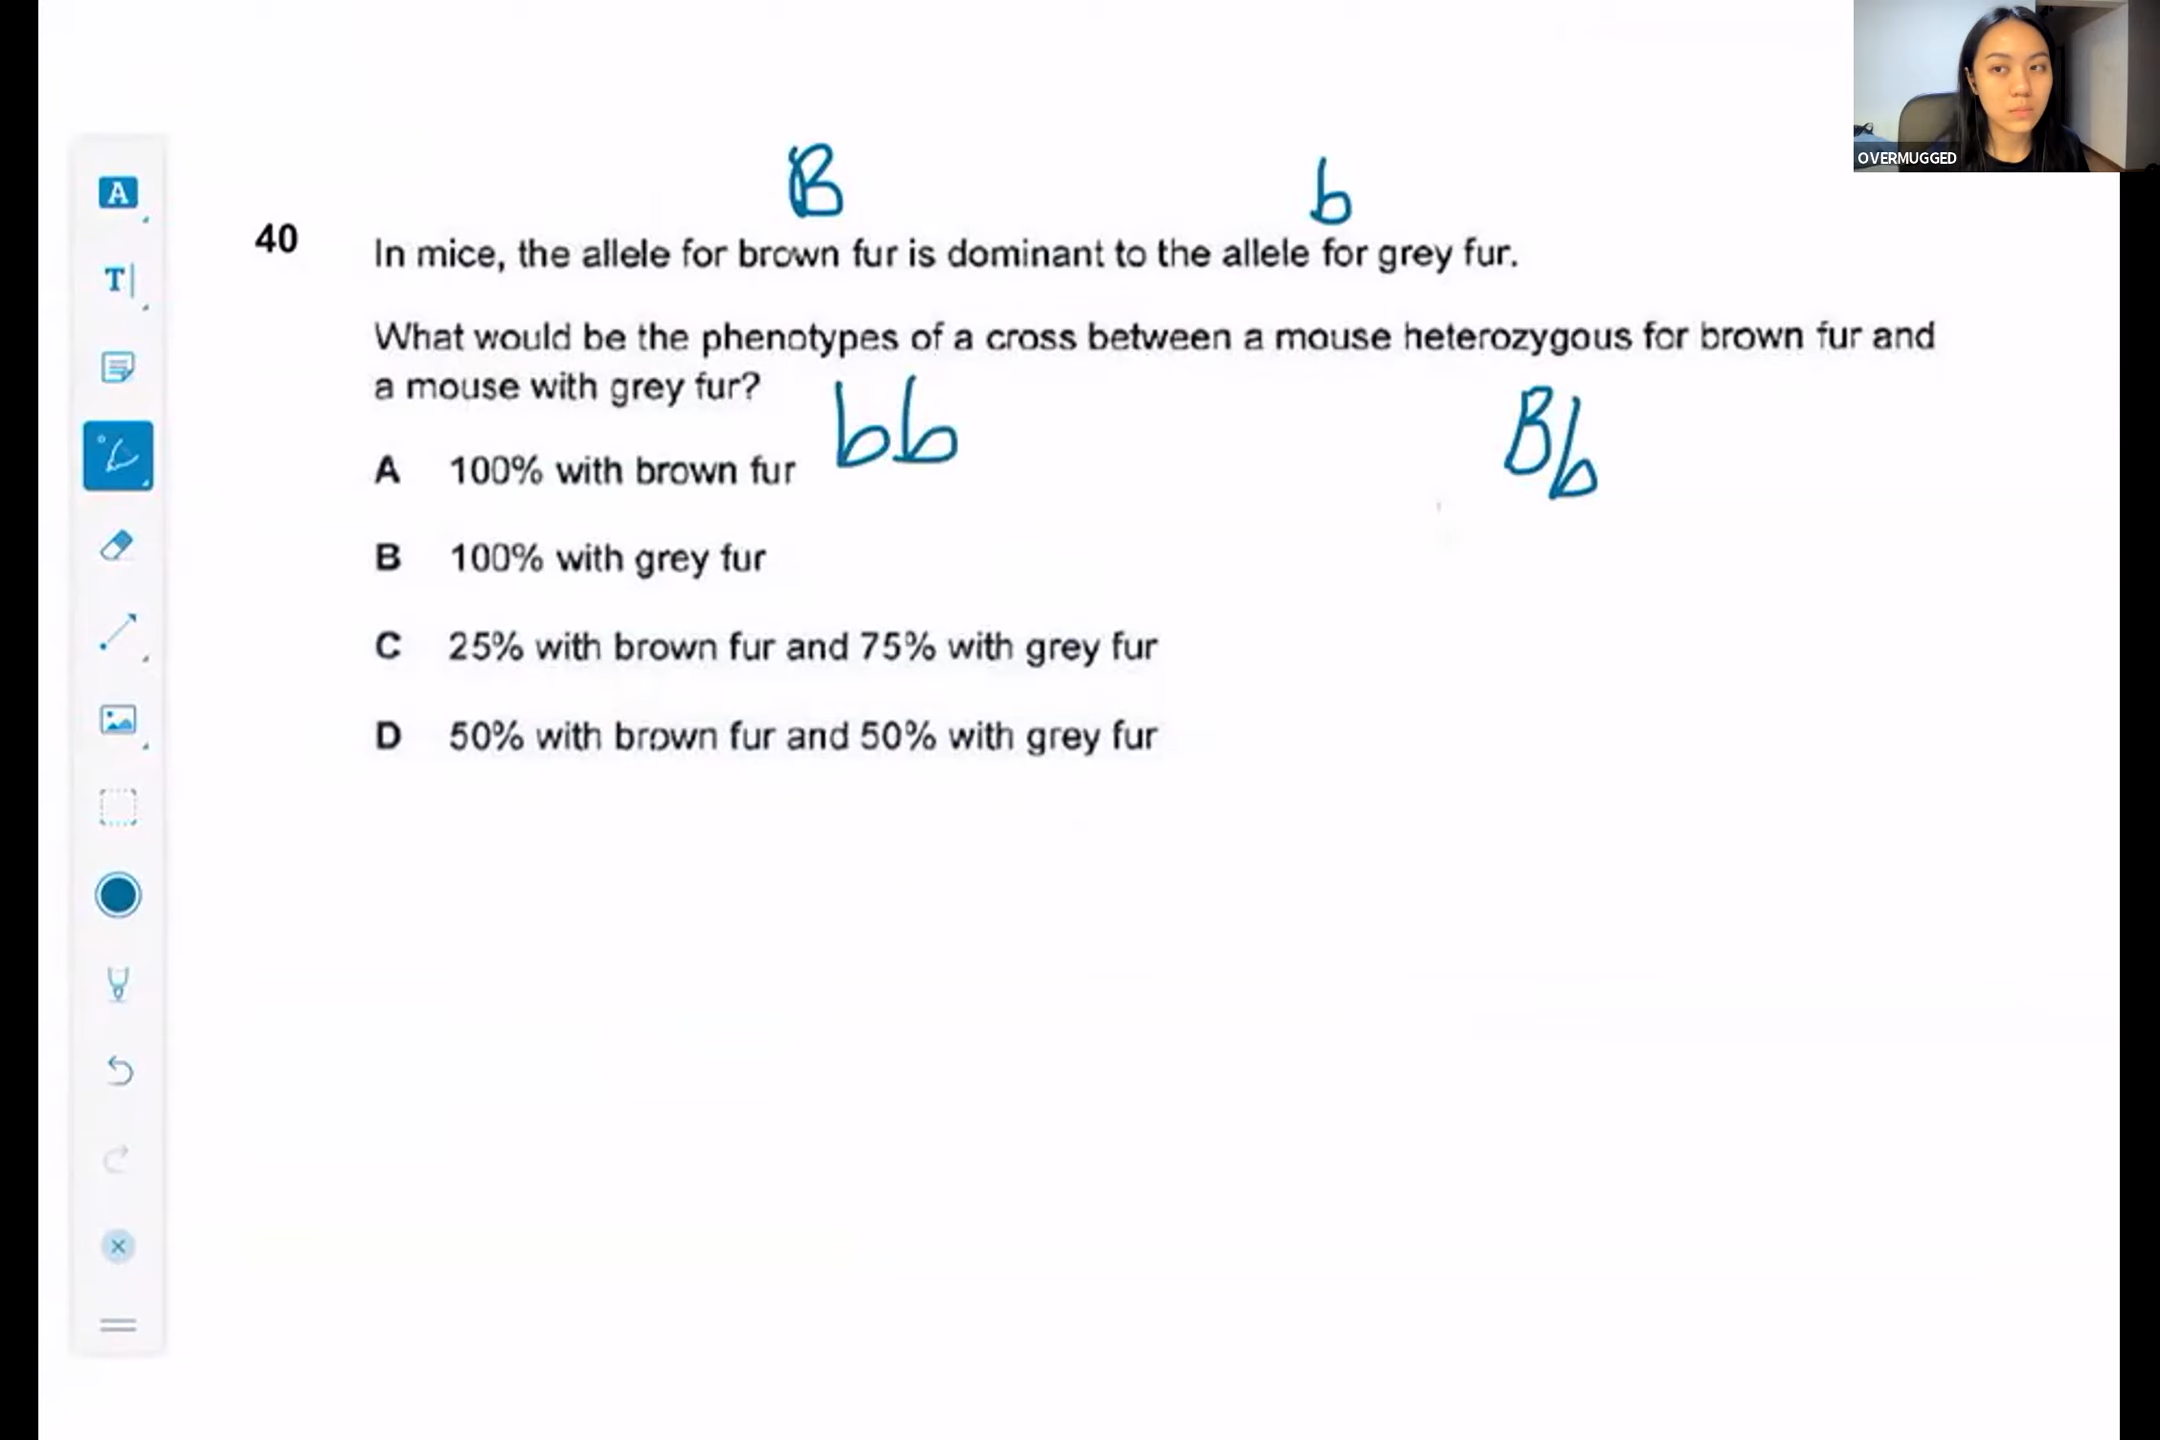 OVERMUGGED
B b
40 In mice, the allele for brown fur is dominant to the allele for grey fur.
What would be the phenotypes of a cross between a mouse heterozygous for brown fur and
a mouse with grey fur?
bb Bb
A 100% with brown fur
B 100% with grey fur
C 25% with brown fur and 75% with grey fur
D 50% with brown fur and 50% with grey fur
A
T